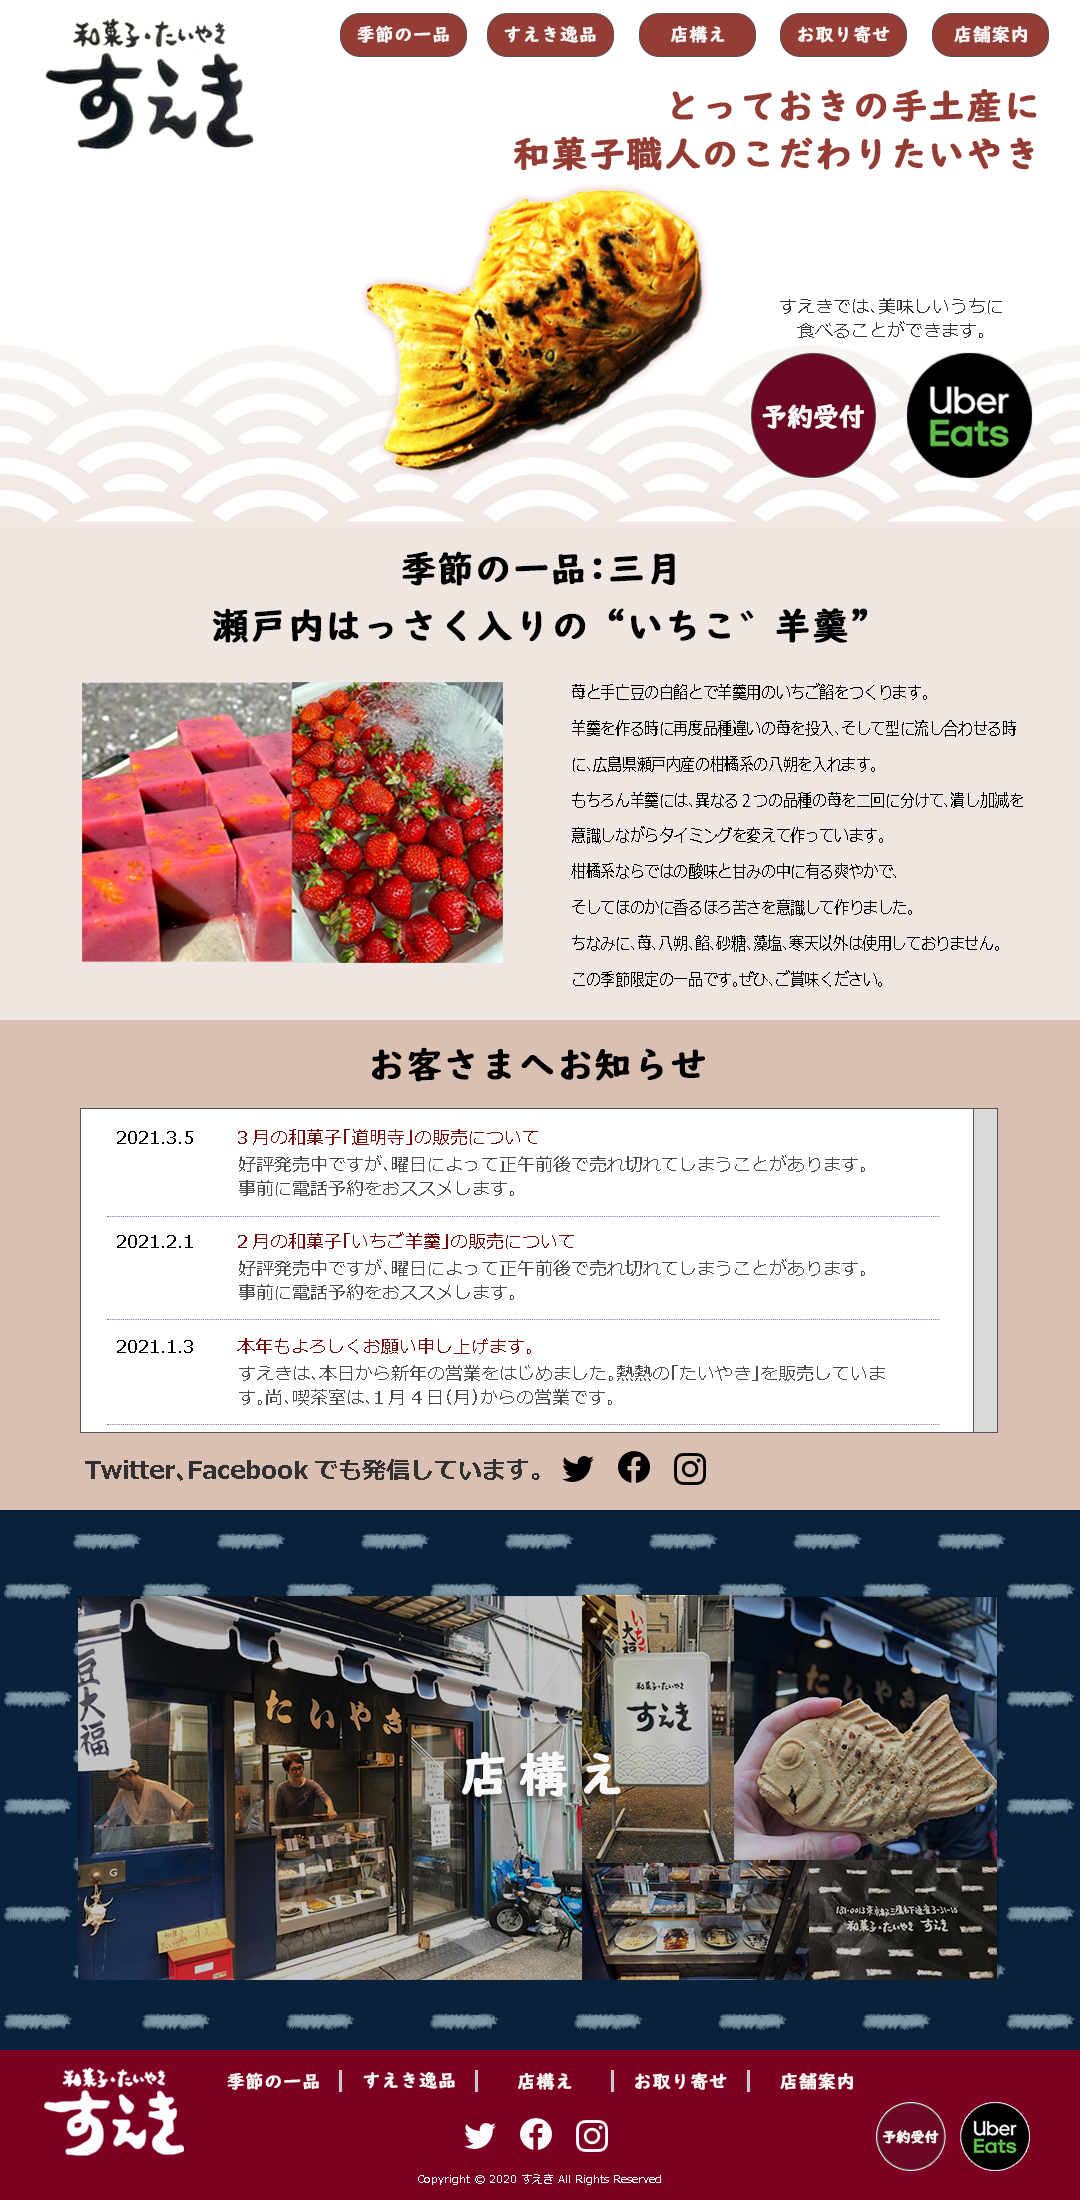 和菓子・たいやき
すえき
季節の一品
すえき逸品
店構え
お取り寄せ
店舗案内
とっておきの手土産に
和菓子職人のこだわりたいやき
すえきでは、美味しいうちに
食べることができます。
予約受付
Uber
Eats
季節の一品：三月
瀬戸内はっさく入りの“いちこ゛羊羹”
苺と手亡豆の白餡とで羊羹用のいちご餡をつくります。
羊羹を作る時に再度品種違いの苺を投入、そして型に流し合わせる時
に、広島県瀬戸内産の柑橘系の八朔を入れます。
もちろん羊羹には、異なる２つの品種の苺を二回に分けて、潰し加減を
意識しながらタイミングを変えて作っています。
柑橘系ならではの酸味と甘みの中に有る爽やかで、
そしてほのかに香るほろ苦さを意識して作りました。
ちなみに、苺、八朔、餡、砂糖、藻塩、寒天以外は使用しておりません。
この季節限定の一品です。ぜひ、ご賞味ください。
お客さまへお知らせ
2021.3.5
３月の和菓子「道明寺」の販売について
好評発売中ですが、曜日によって正午前後で売れ切れてしまうことがあります。
事前に電話予約をおススメします。
2021.2.1
２月の和菓子「いちご羊羹」の販売について
好評発売中ですが、曜日によって正午前後で売れ切れてしまうことがあります。
事前に電話予約をおススメします。
2021.1.3
本年もよろしくお願い申し上げます。
すえきは、本日から新年の営業をはじめました。熱熱の「たいやき」を販売していま
す。尚、喫茶室は、１月４日（月）からの営業です。
Twitter、Facebookでも発信しています。
豆大福
たいやき
いち
大福
和菓子・たいやき
すえき
店構え
G
181-0013東京都三鷹市下連雀3-31-10
和菓子・たいやき すえき
和菓子・たいやき
すえき
季節の一品
すえき逸品
店構え
お取り寄せ
店舗案内
予約受付
Uber
Eats
Copyright © 2020 すえき All Rights Reserved